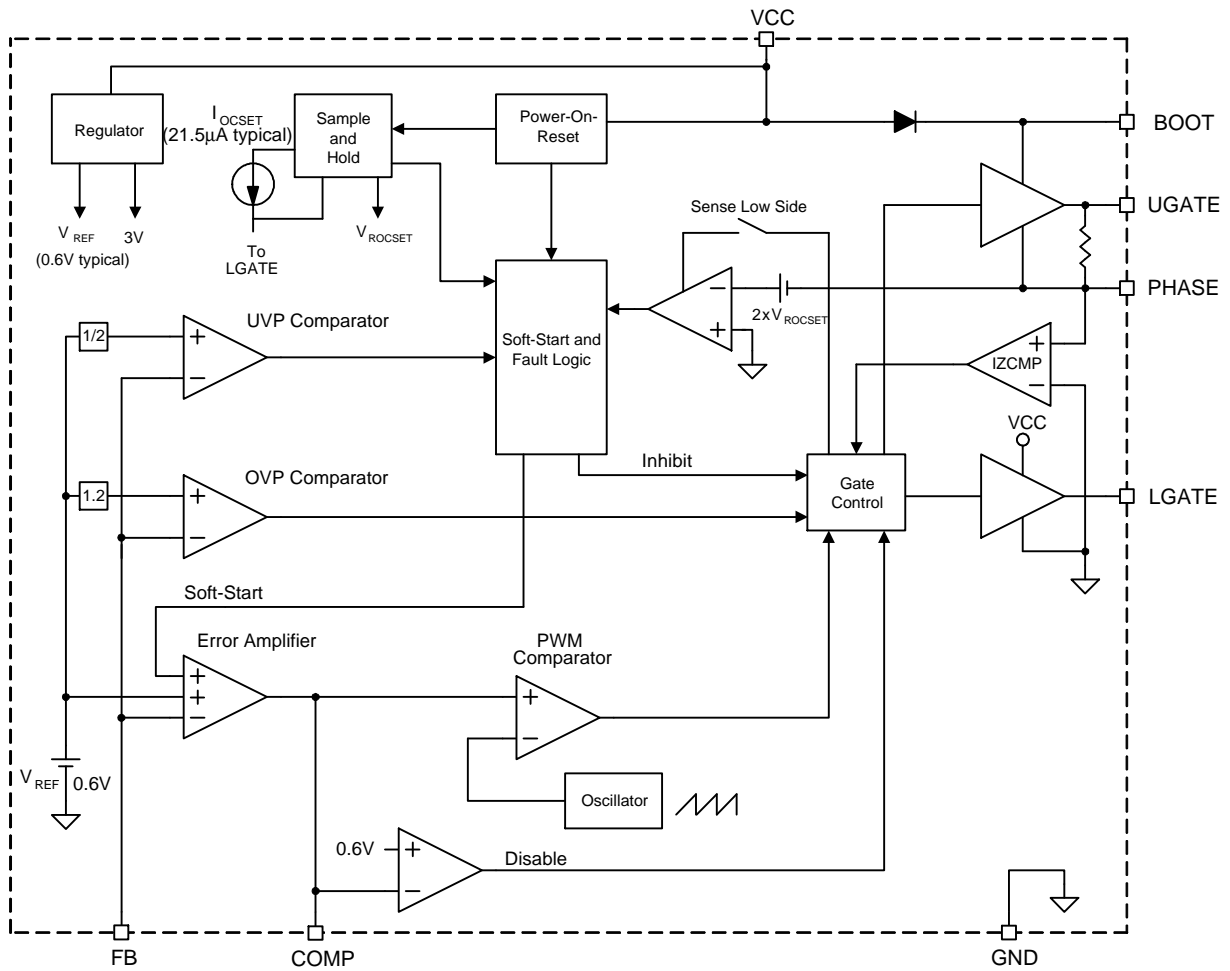 VCC
Regulator
I OCSET
(21.5µA typical)
Sample
and
Hold
Power-On-
Reset
BOOT
V REF
(0.6V typical)
3V
To
LGATE
V ROCSET
Sense Low Side
UGATE
PHASE
2xV ROCSET
−
+
1/2
UVP Comparator
+
−
Soft-Start and
Fault Logic
+
IZCMP
−
VCC
1.2
OVP Comparator
+
−
Inhibit
Gate
Control
LGATE
Soft-Start
Error Amplifier
+
+
−
PWM
Comparator
+
−
V REF 0.6V
Oscillator
0.6V
+
−
Disable
FB
COMP
GND